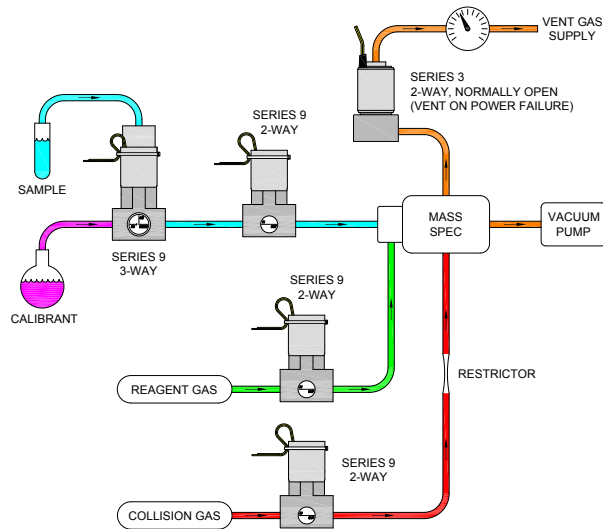 VENT GAS
SUPPLY
SERIES 3
2-WAY, NORMALLY OPEN
(VENT ON POWER FAILURE)
SERIES 9
2-WAY
SAMPLE
MASS
SPEC
VACUUM
PUMP
SERIES 9
3-WAY
CALIBRANT
SERIES 9
2-WAY
REAGENT GAS
RESTRICTOR
SERIES 9
2-WAY
COLLISION GAS